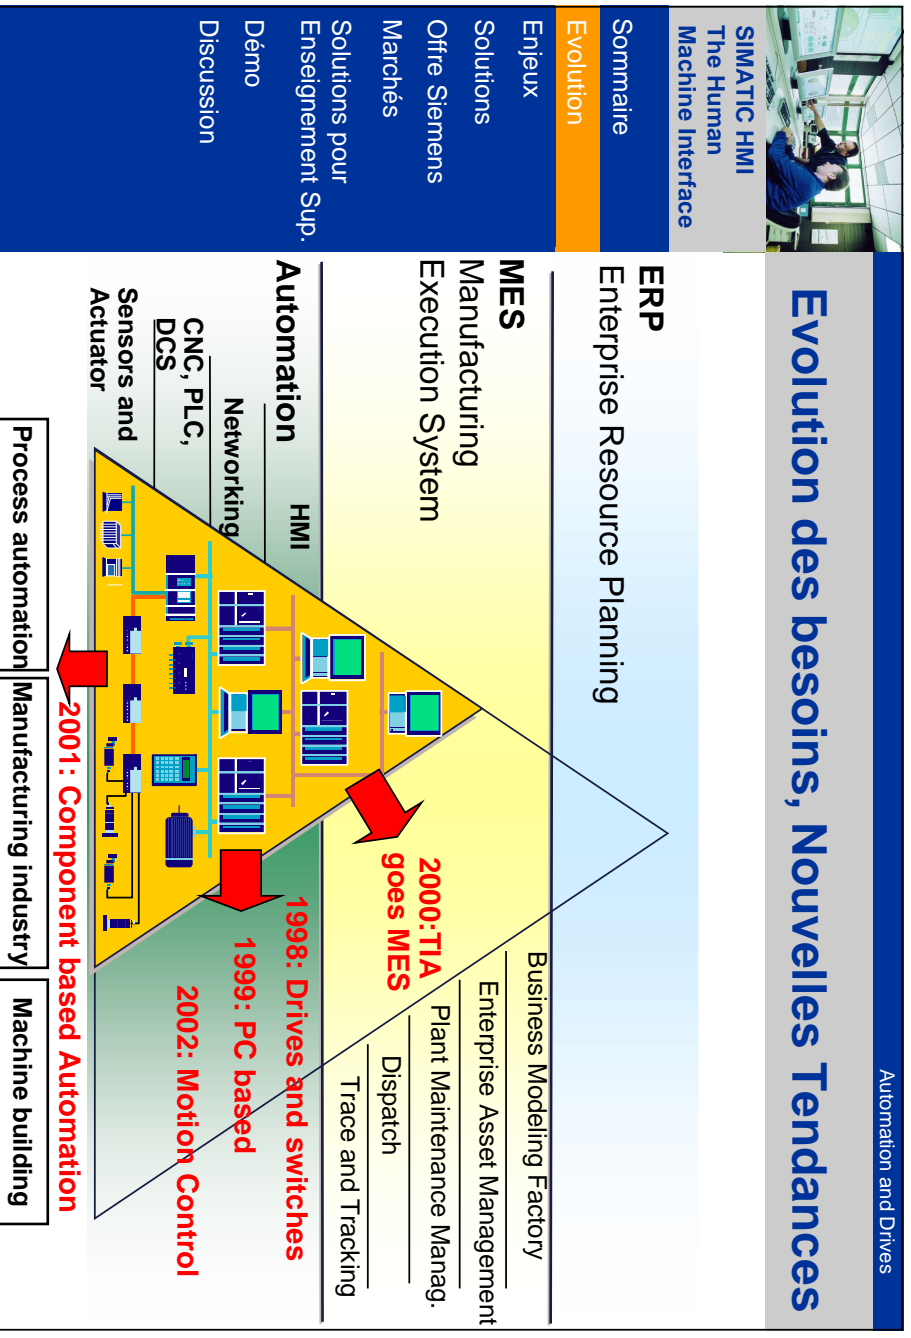 Automation and Drives
SIMATIC HMI
The Human
Machine Interface
Evolution des besoins, Nouvelles Tendances
Sommaire
Evolution
Enjeux
Solutions
Offre Siemens
Marchés
Solutions pour
Enseignement Sup.
Démo
Discussion
ERP
Enterprise Resource Planning
MES
Manufacturing
Execution System
Business Modeling Factory
Enterprise Asset Management
Plant Maintenance Manag.
Dispatch
Trace and Tracking
2000:TIA
goes MES
Automation
HMI
Networking
CNC, PLC,
DCS
Sensors and
Actuator
1998: Drives and switches
1999: PC based
2002: Motion Control
2001: Component based Automation
Process automation
Manufacturing industry
Machine building